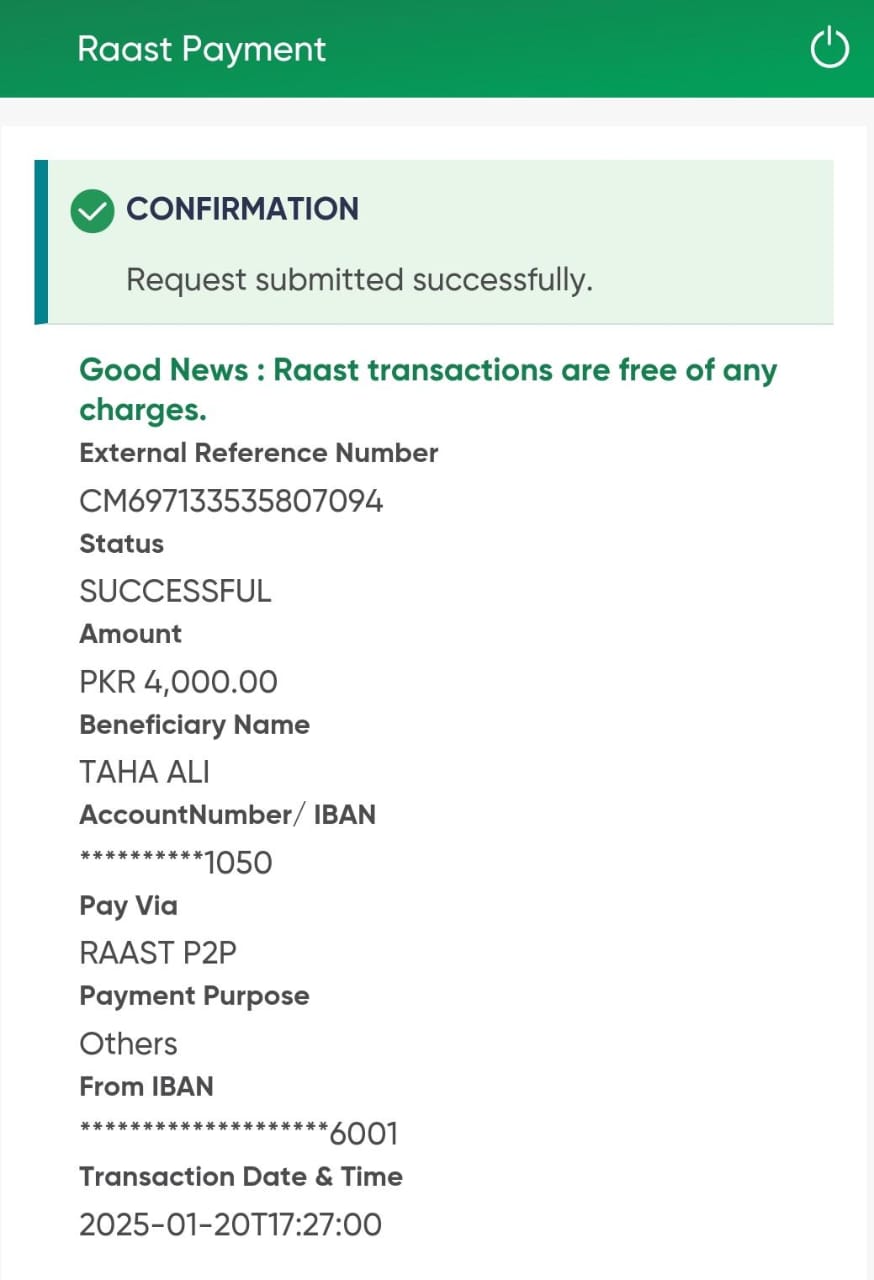 Raast Payment
CONFIRMATION
Request submitted successfully.
Good News : Raast transactions are free of any
charges.
External Reference Number
CM697133535807094
Status
SUCCESSFUL
Amount
PKR 4,000.00
Beneficiary Name
TAHA ALI
AccountNumber/ IBAN
**********1050
Pay Via
RAAST P2P
Payment Purpose
Others
From IBAN
********************6001
Transaction Date & Time
2025-01-20T17:27:00